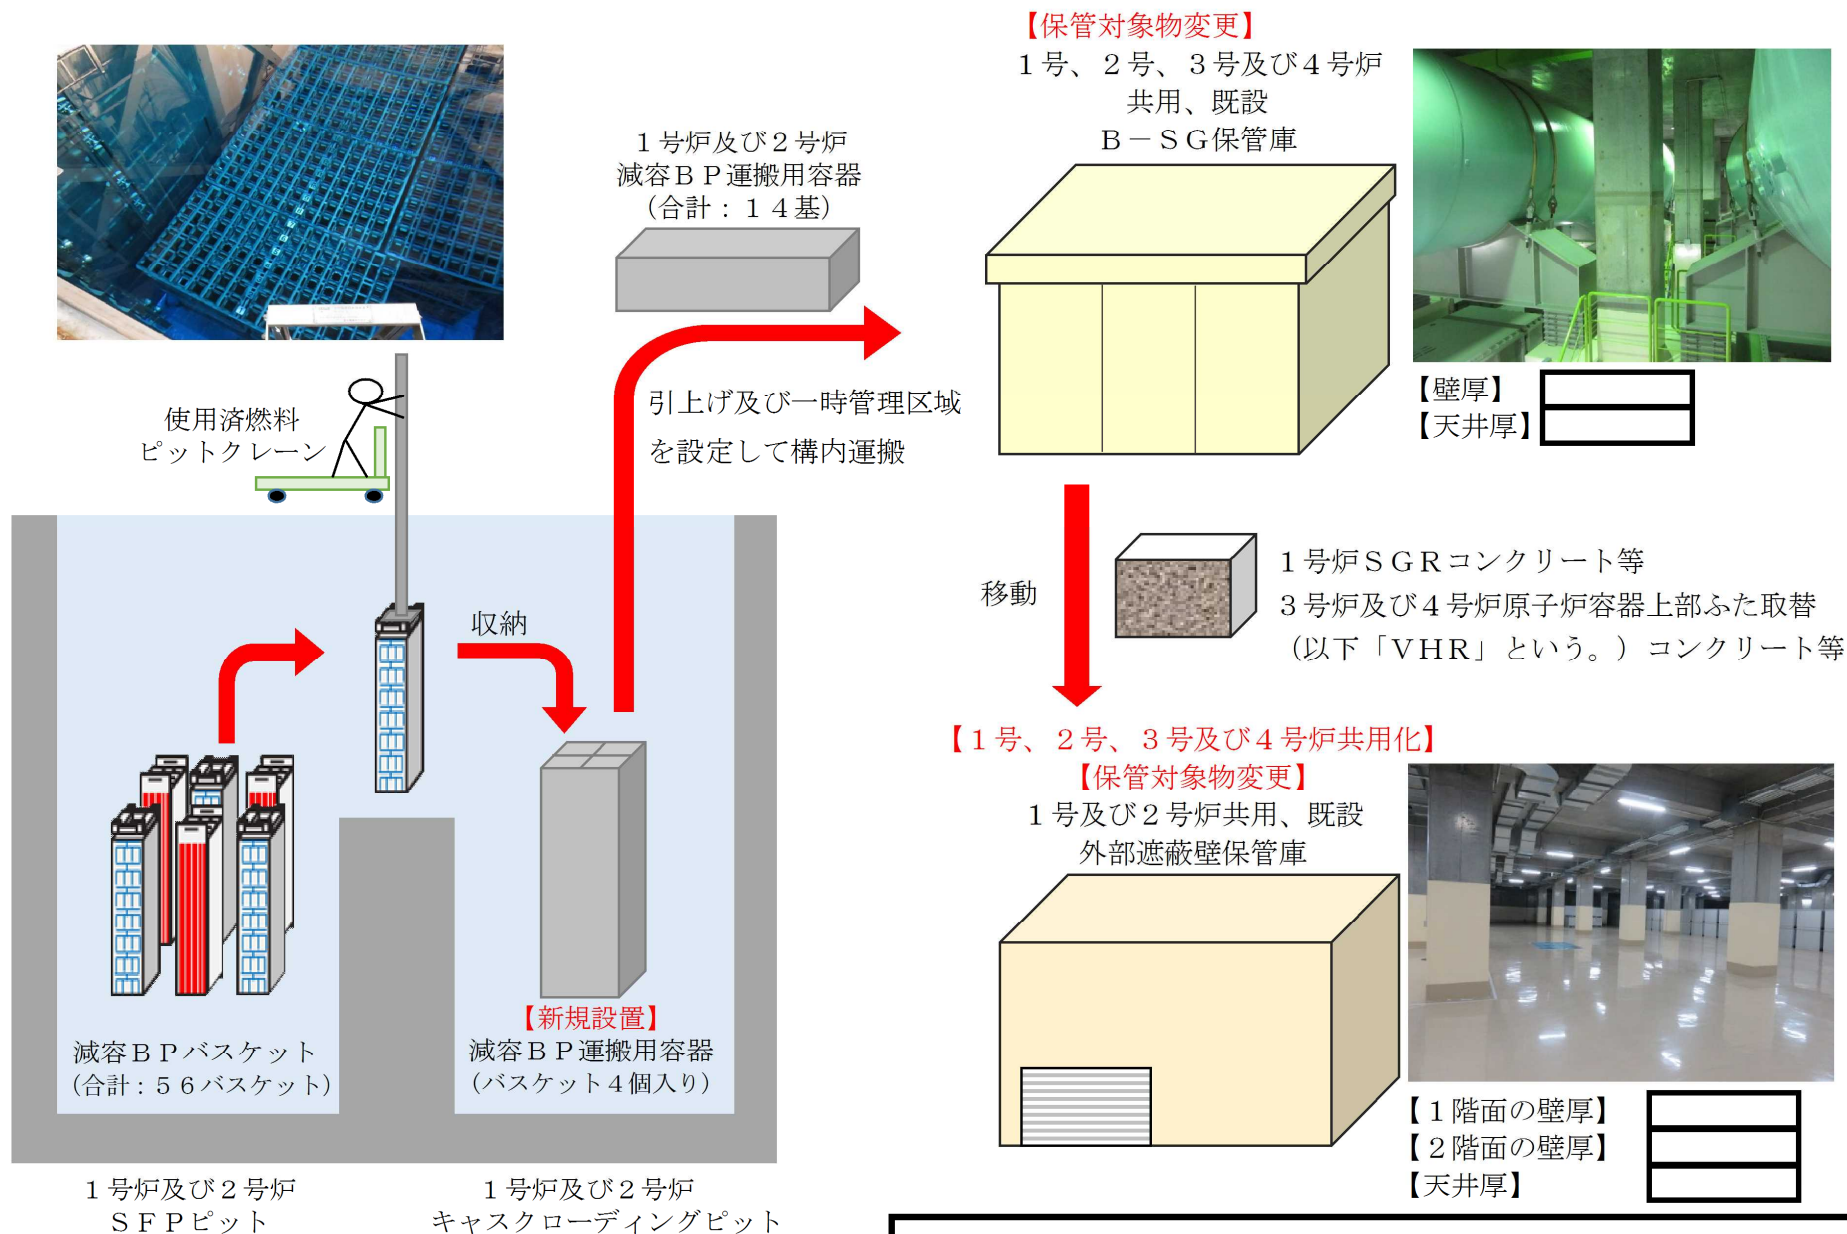 【保管対象物変更】
１号、２号、３号及び４号炉
共用、既設
Ｂ－ＳＧ保管庫
１号炉及び２号炉
減容ＢＰ運搬用容器
（合計：１４基）
【壁厚】
【天井厚】
引上げ及び一時管理区域
を設定して構内運搬
使用済燃料
ピットクレーン
収納
移動
１号炉ＳＧＲコンクリート等
３号炉及び４号炉原子炉容器上部ふた取替
（以下「ＶＨＲ」という。）コンクリート等
【１号、２号、３号及び４号炉共用化】
【保管対象物変更】
１号及び２号炉共用、既設
外部遮蔽壁保管庫
【新規設置】
減容ＢＰバスケット
（合計：５６バスケット）
減容ＢＰ運搬用容器
（バスケット４個入り）
【１階面の壁厚】
【２階面の壁厚】
【天井厚】
１号炉及び２号炉
ＳＦＰピット
１号炉及び２号炉
キャスクローディングピット